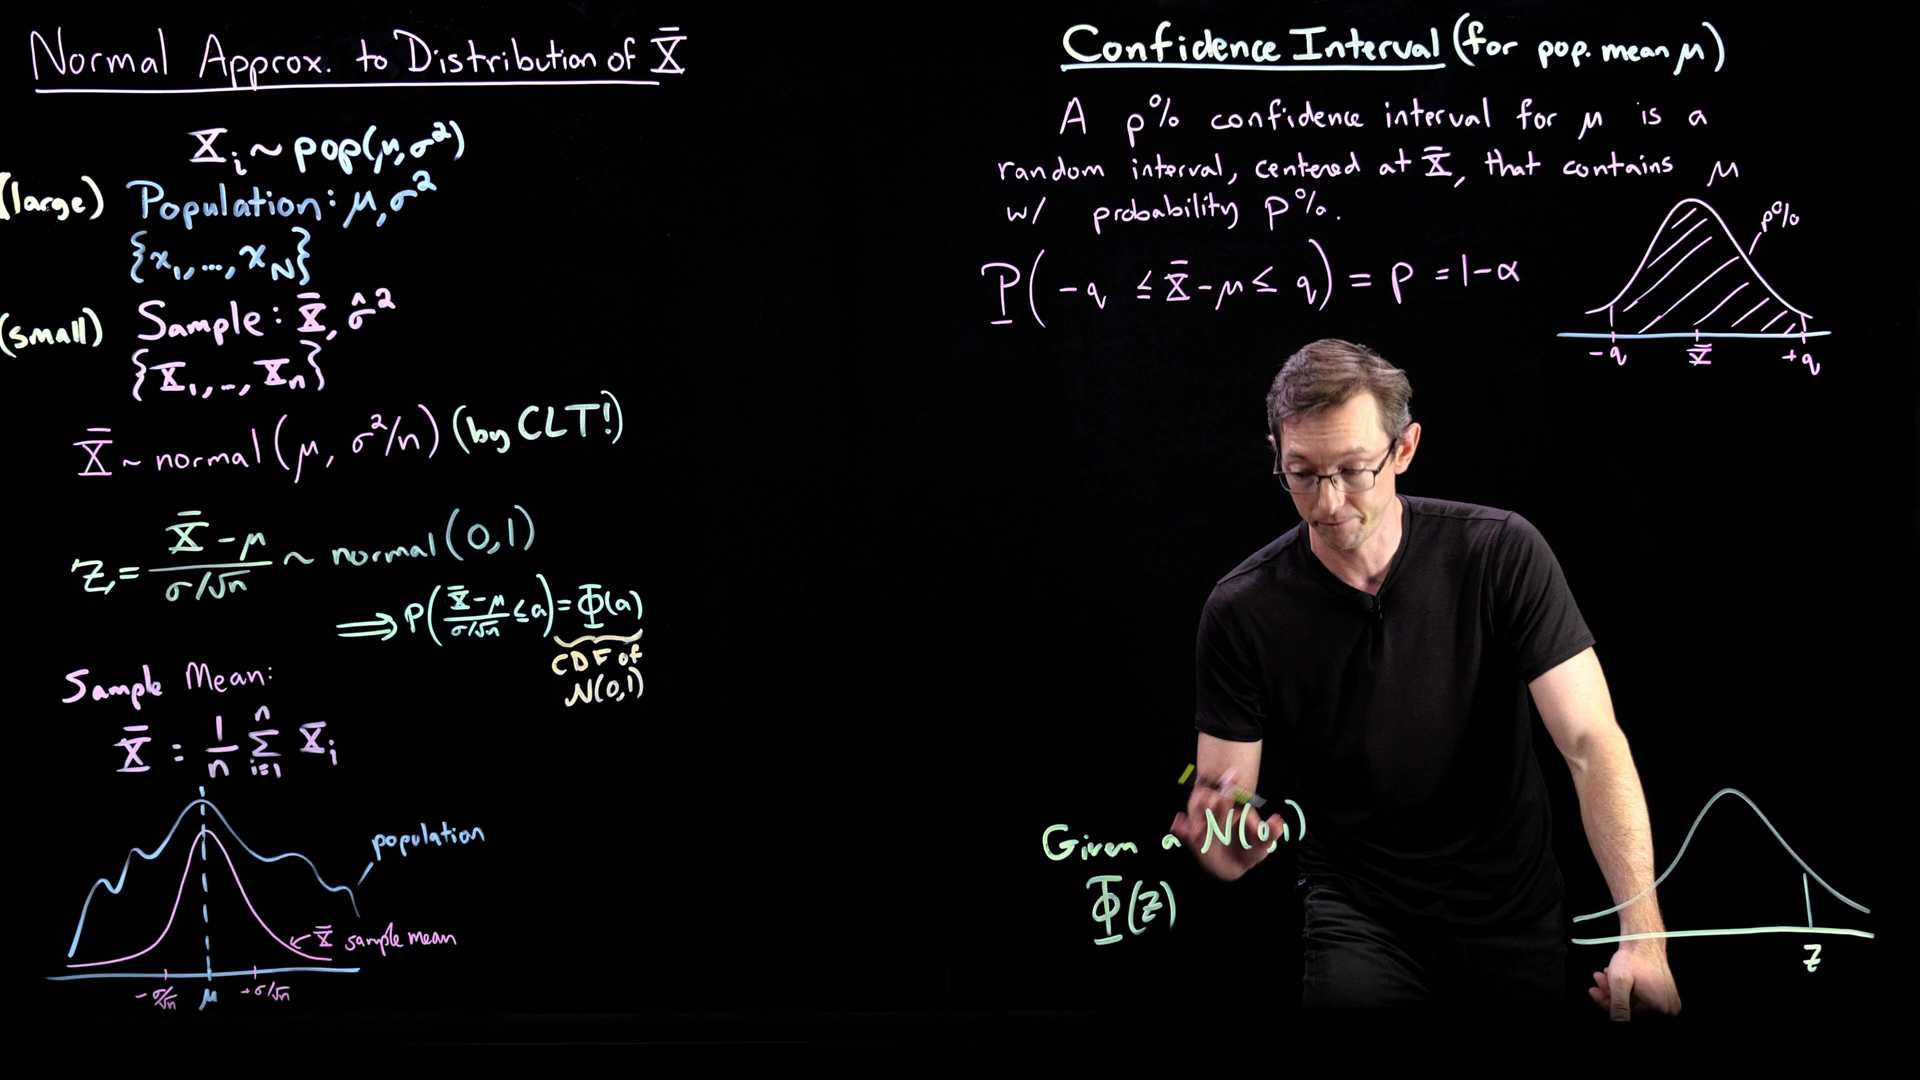 Normal Approx. to Distribution of X̄
X_i ~ pop(μ, σ²)
(large) Population: μ, σ²
{x₁, ..., x_N}
(small) Sample: X̄, σ̂²
{X₁, .., X_n}
X̄ ~ normal(μ, σ²/n) (by CLT!)
Z = (X̄ - μ)/(σ/√n) ~ normal(0,1)
⟹ P((X̄ - μ)/(σ/√n) ≤ a) = Φ(a)
CDF of
N(0,1)
Sample Mean:
X̄ = 1/n Σ_{i=1}^{n} X_i
population
X̄ sample mean
-σ/√n μ +σ/√n
Confidence Interval (for pop. mean μ)
A p% confidence interval for μ is a
random interval, centered at X̄, that contains μ
w/ probability p%.
P(-q ≤ X̄ - μ ≤ q) = p = 1-α
p%
-q X̄ +q
Given a N(0,1)
Φ(z)
z